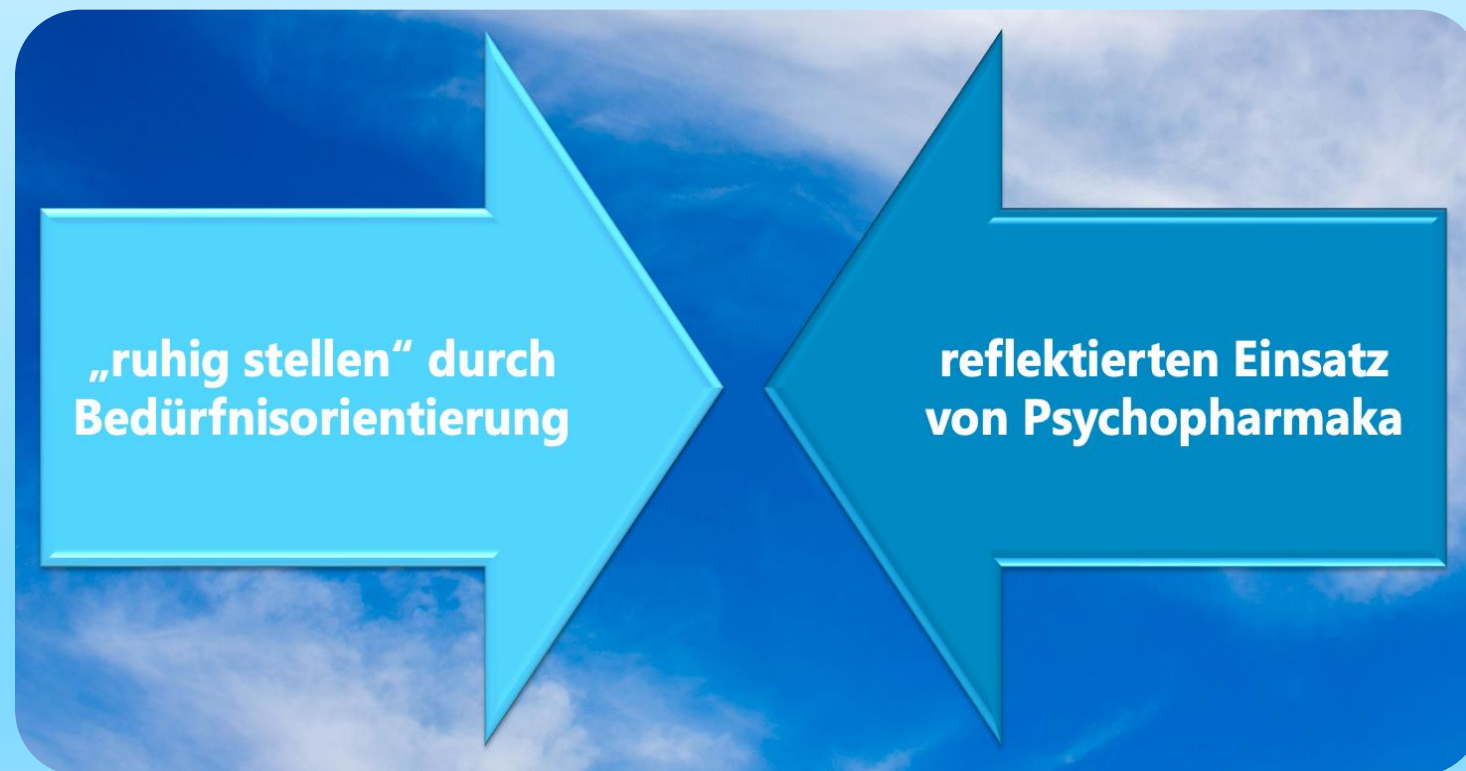 „ruhig stellen“ durch
Bedürfnisorientierung
reflektierten Einsatz
von Psychopharmaka